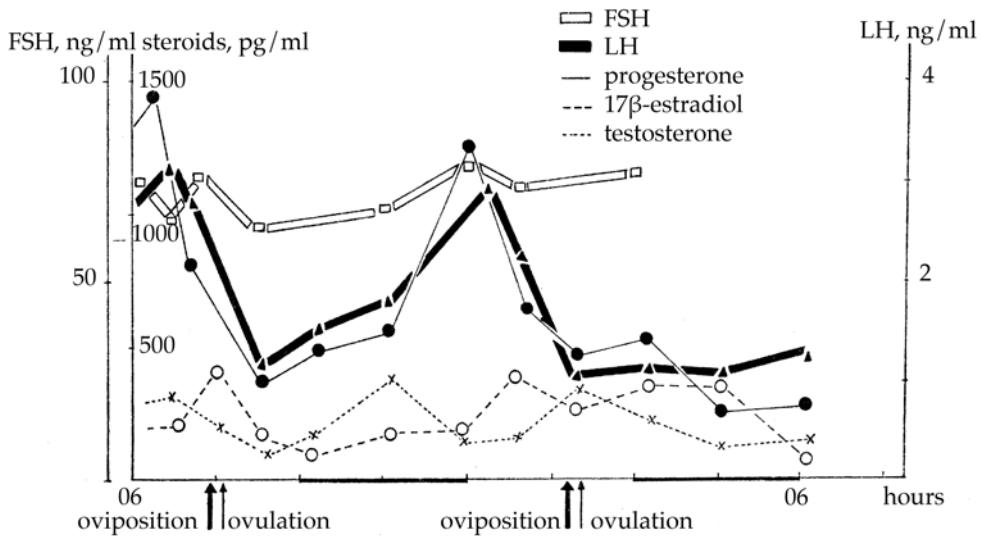 FSH
FSH, ng/ml steroids, pg/ml
LH
LH, ng/ml
100
1500
progesterone
4
17β-estradiol
testosterone
1000
50
2
500
06
06
hours
oviposition
ovulation
oviposition
ovulation